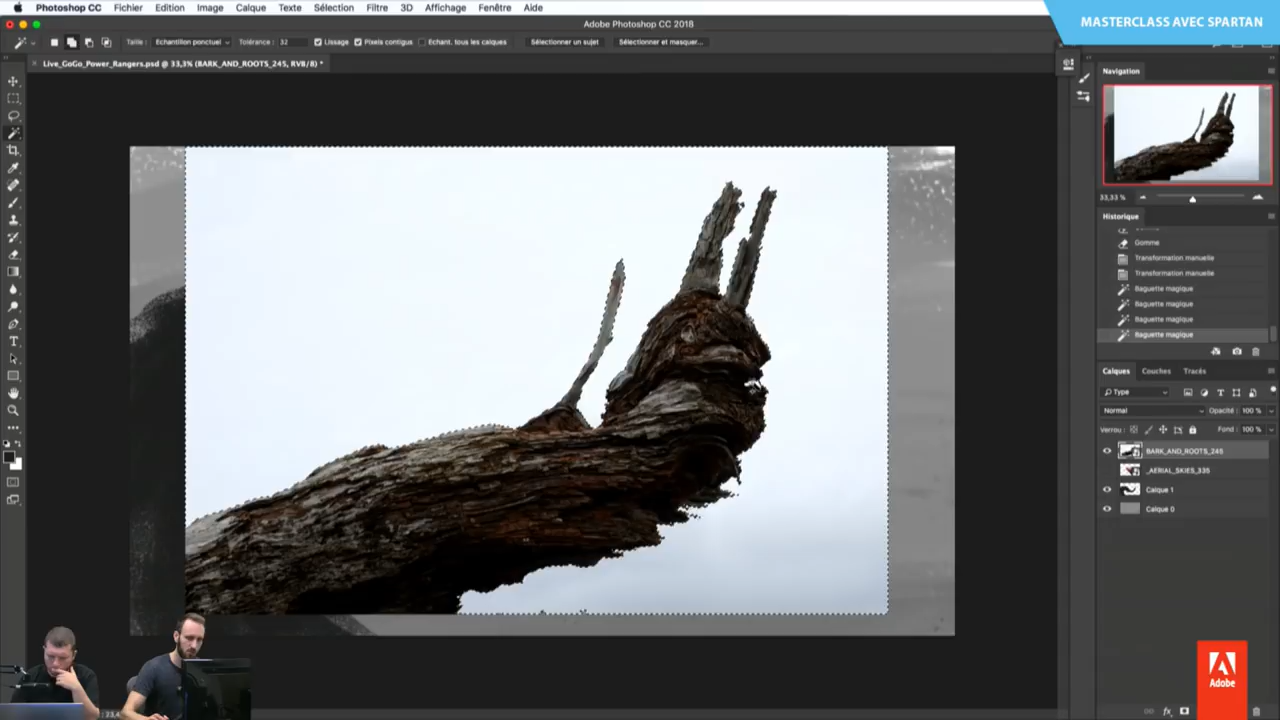 MASTERCLASS AVEC SPARTAN
Photoshop CC Fichier Edition Image Calque Texte Sélection Filtre 3D Affichage Fenêtre Aide
Adobe Photoshop CC 2018
Taille : Echantillon ponctuel Tolérance : 32 Lissage Pixels contigus Echant. tous les calques Sélectionner un sujet Sélectionner et masquer...
Live_GoGo_Power_Rangers.psd @ 33,3% (BARK_AND_ROOTS_245, RVB/8) *
Navigation
33,33 %
Historique
Gomme
Transformation manuelle
Transformation manuelle
Baguette magique
Baguette magique
Baguette magique
Baguette magique
Calques Couches Tracés
Type
Normal Opacité : 100 %
Verrou : Fond : 100 %
BARK_AND_ROOTS_245
_AERIAL_SKIES_335
Calque 1
Calque 0
Adobe